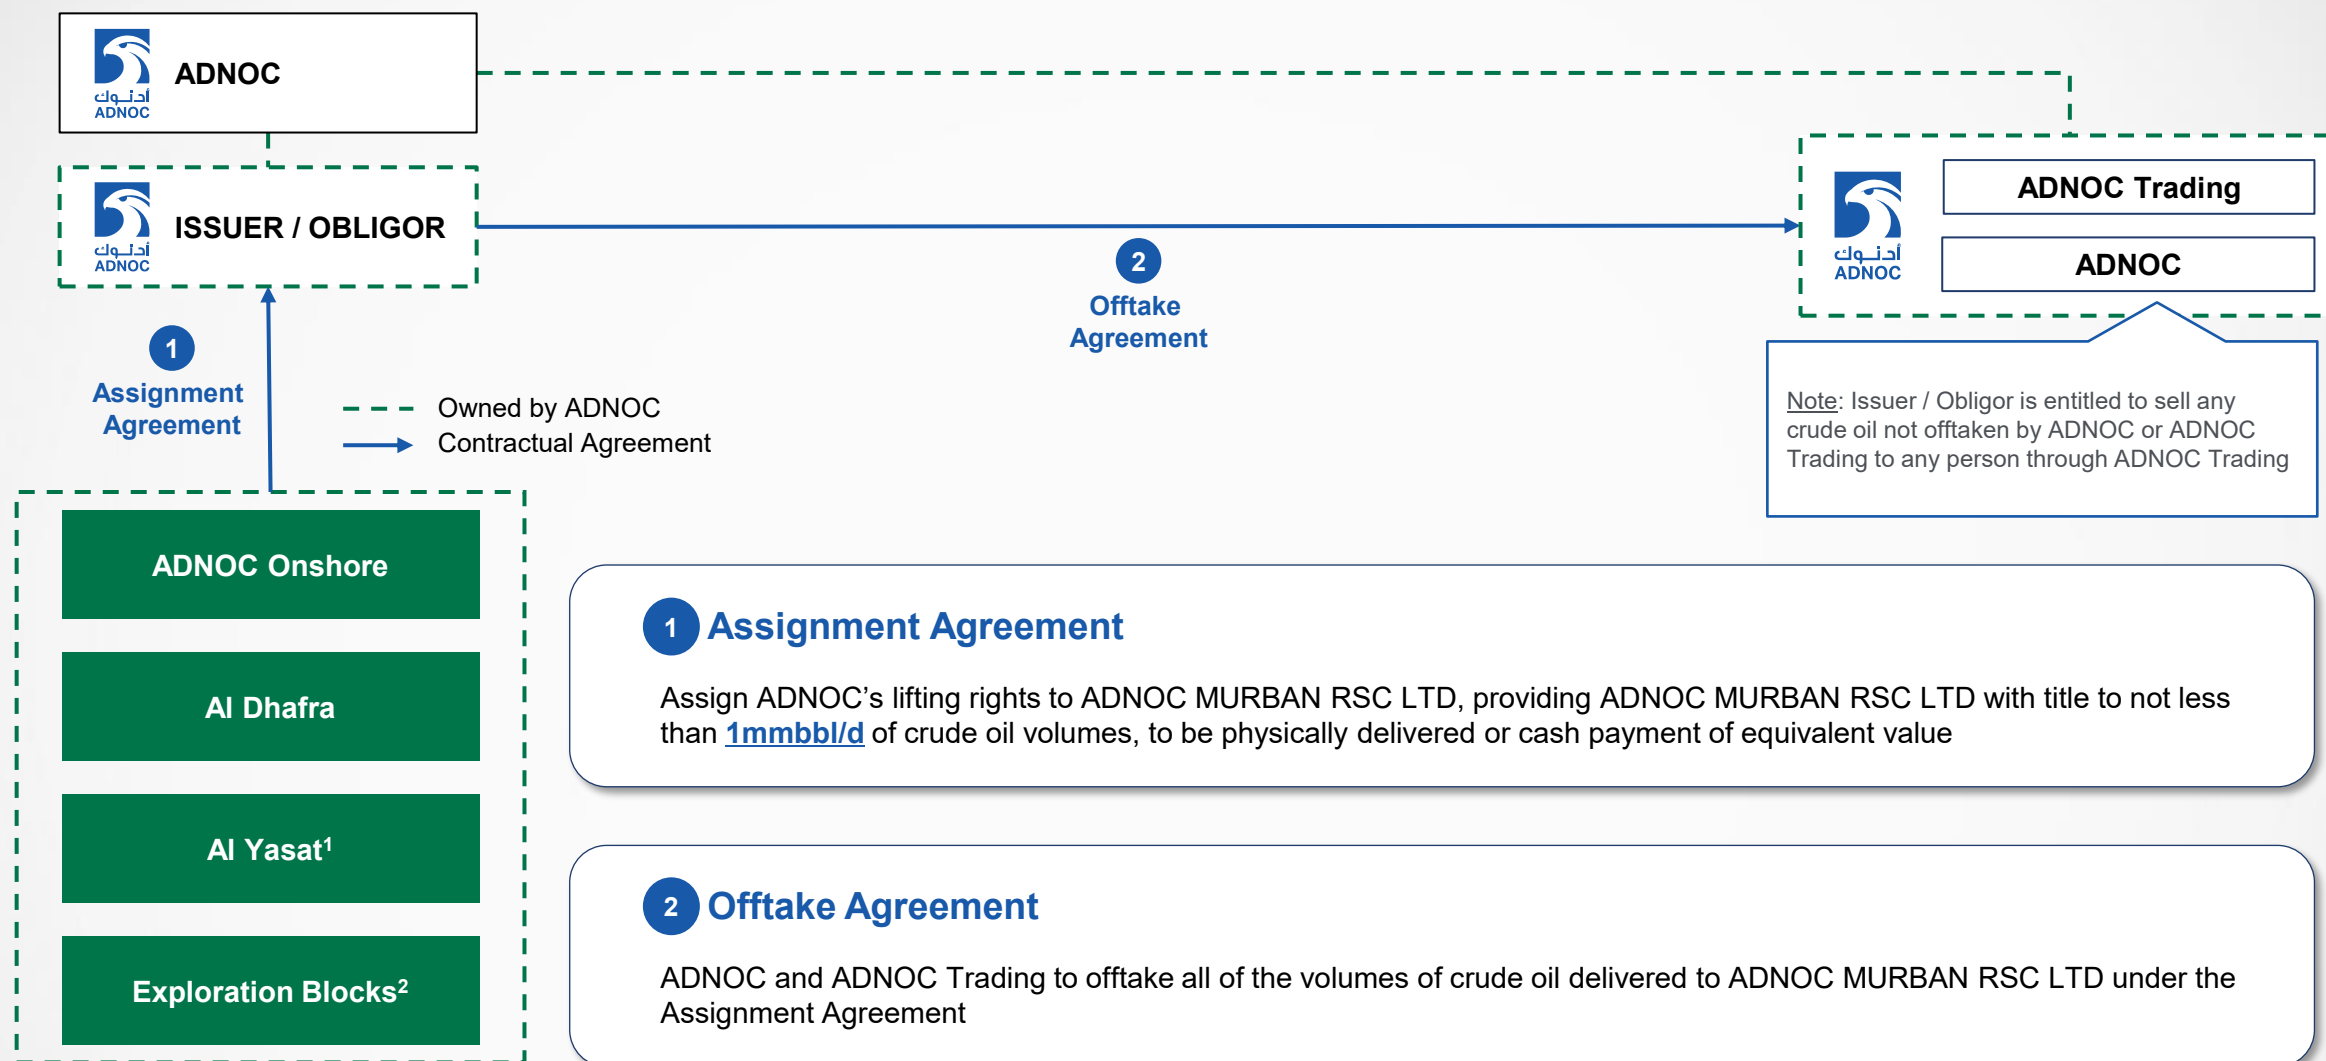 أدنوك
ADNOC
ADNOC
أدنوك
ADNOC
ISSUER / OBLIGOR
أدنوك
ADNOC
ADNOC Trading
ADNOC
2
Offtake
Agreement
1
Assignment
Agreement
Owned by ADNOC
Contractual Agreement
Note: Issuer / Obligor is entitled to sell any
crude oil not offtaken by ADNOC or ADNOC
Trading to any person through ADNOC Trading
ADNOC Onshore
Al Dhafra
Al Yasat¹
Exploration Blocks²
1 Assignment Agreement
Assign ADNOC’s lifting rights to ADNOC MURBAN RSC LTD, providing ADNOC MURBAN RSC LTD with title to not less
than 1mmbbl/d of crude oil volumes, to be physically delivered or cash payment of equivalent value
2 Offtake Agreement
ADNOC and ADNOC Trading to offtake all of the volumes of crude oil delivered to ADNOC MURBAN RSC LTD under the
Assignment Agreement